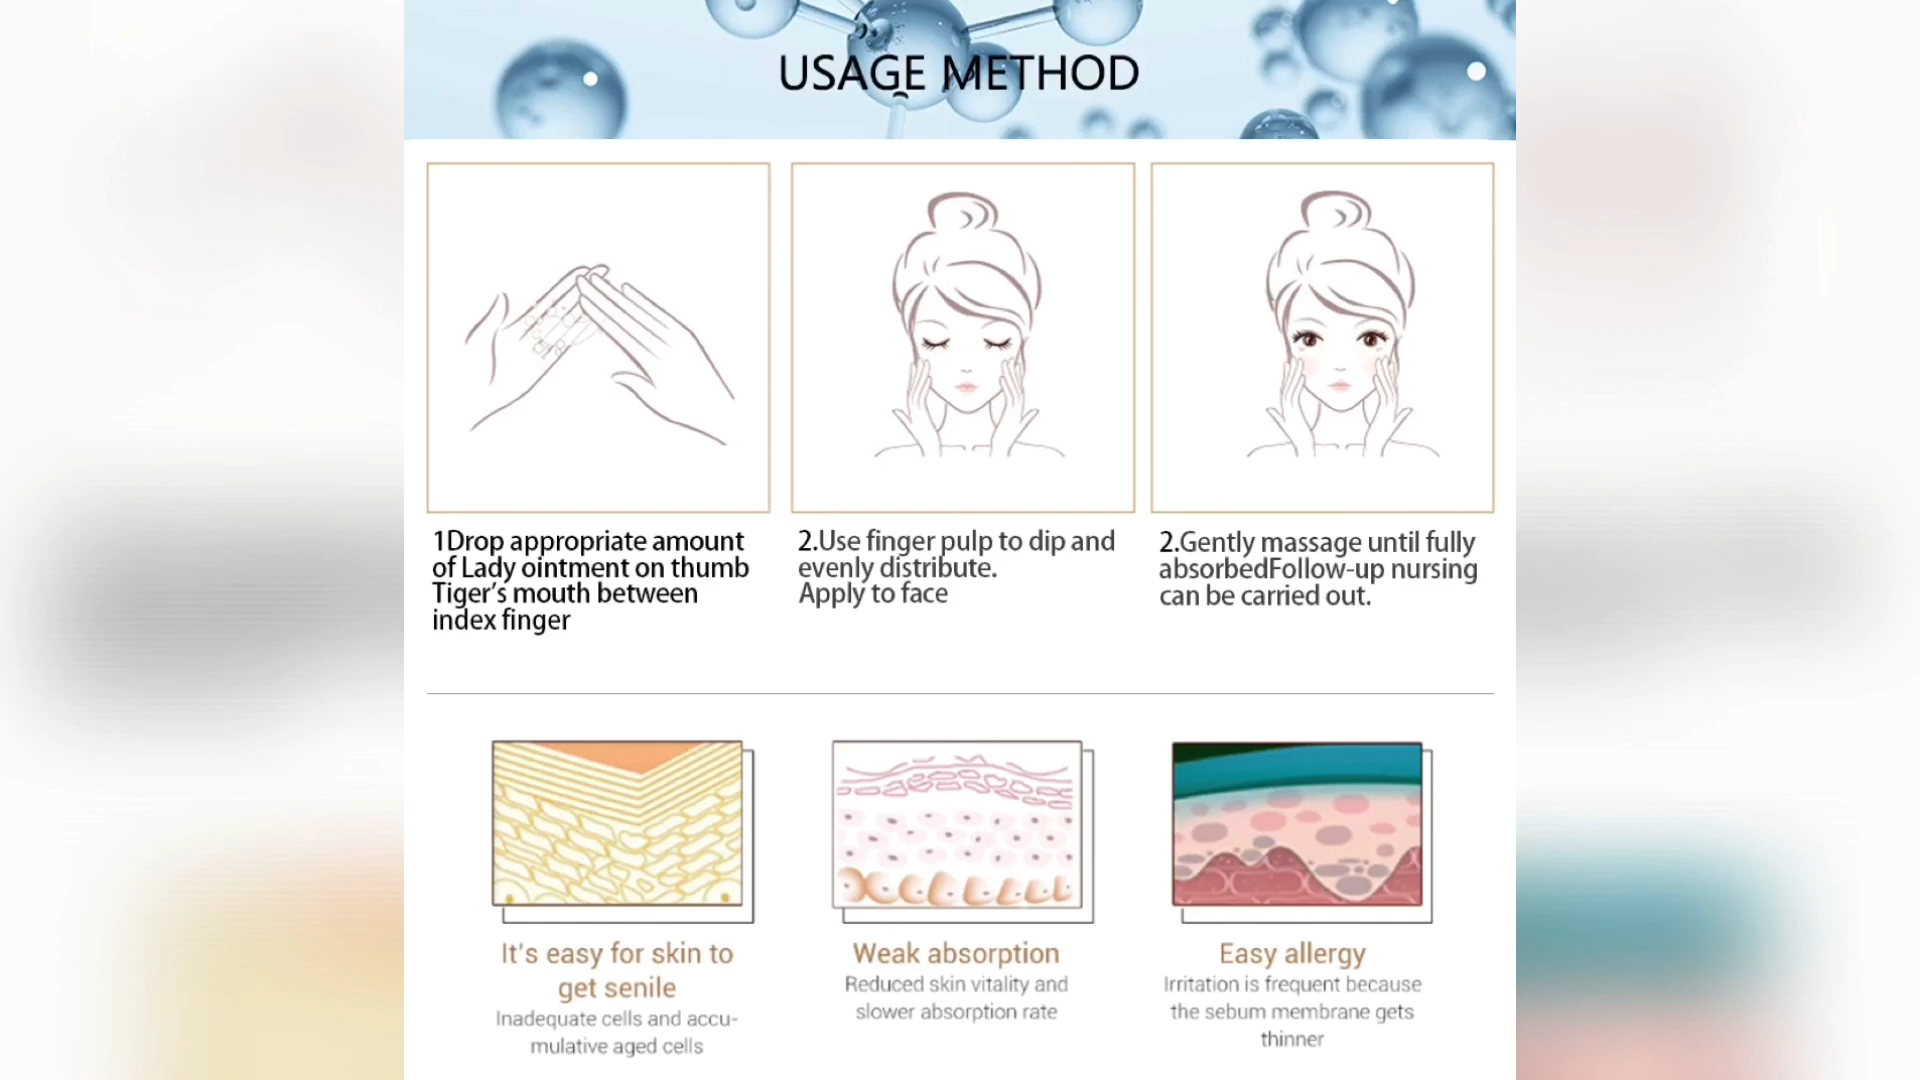 USAGE METHOD
1Drop appropriate amount
of Lady ointment on thumb
Tiger's mouth between
index finger
2.Use finger pulp to dip and
evenly distribute.
Apply to face
2.Gently massage until fully
absorbedFollow-up nursing
can be carried out.
It's easy for skin to
get senile
Inadequate cells and accu-
mulative aged cells
Weak absorption
Reduced skin vitality and
slower absorption rate
Easy allergy
Irritation is frequent because
the sebum membrane gets
thinner